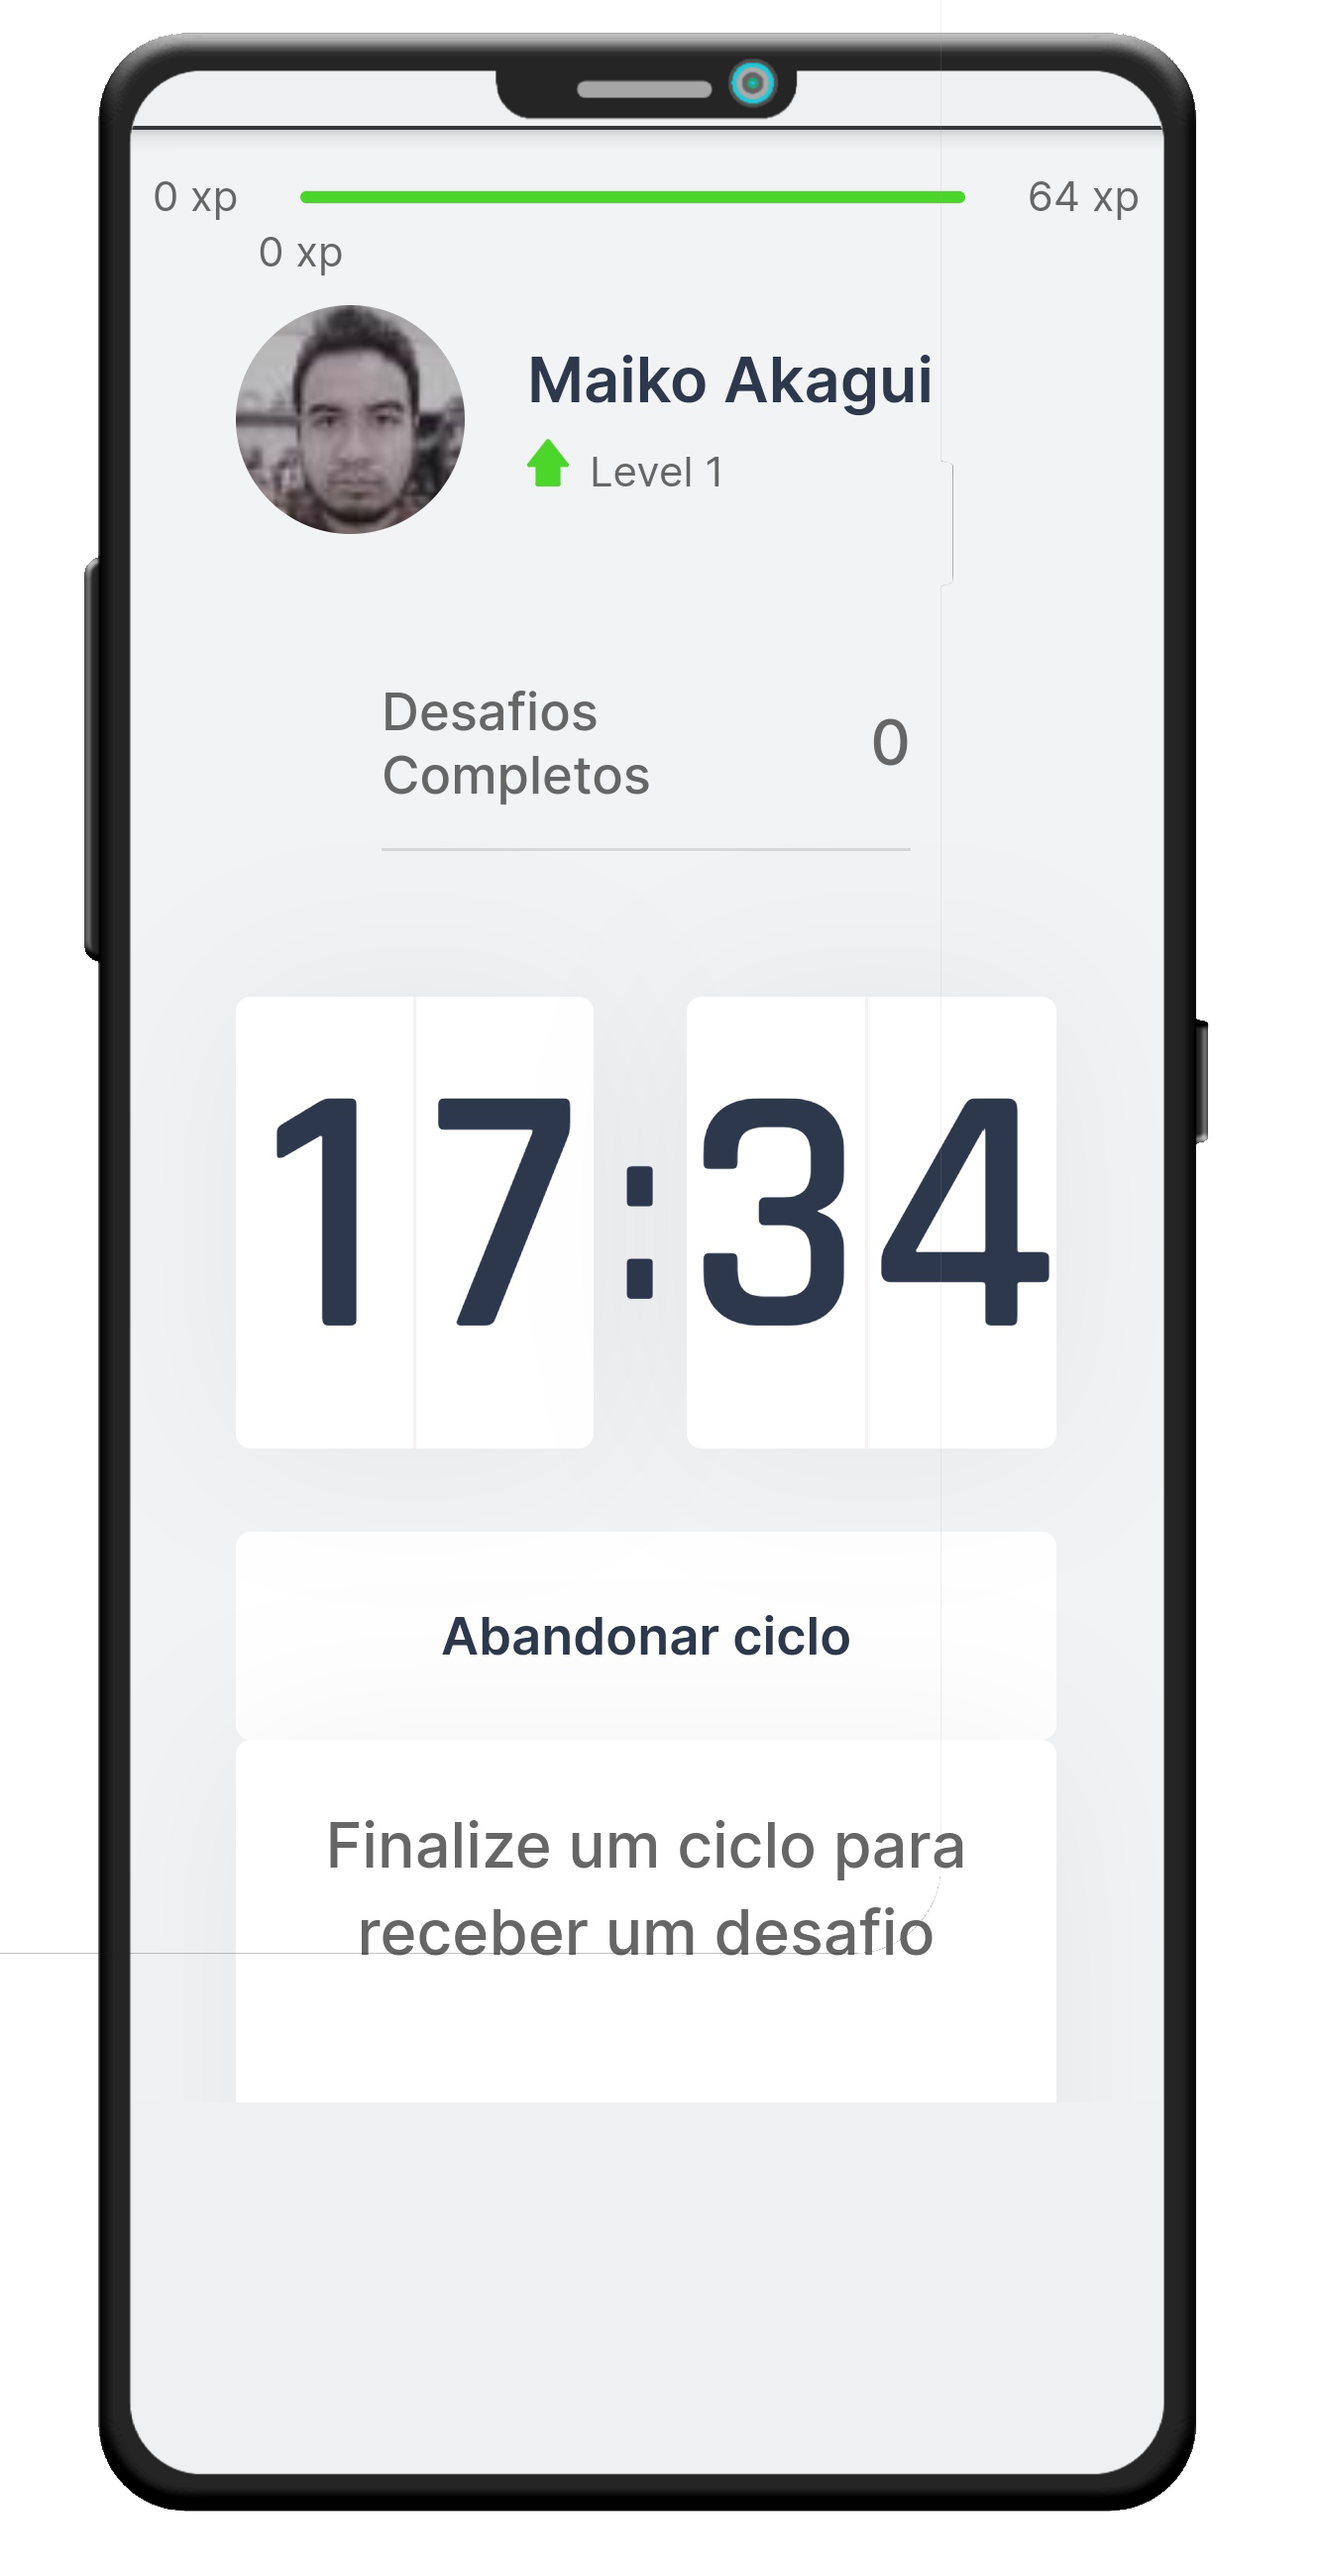 0 xp 64 xp
0 xp
Maiko Akagui
Level 1
Desafios
Completos
0
17:34
Abandonar ciclo
Finalize um ciclo para
receber um desafio